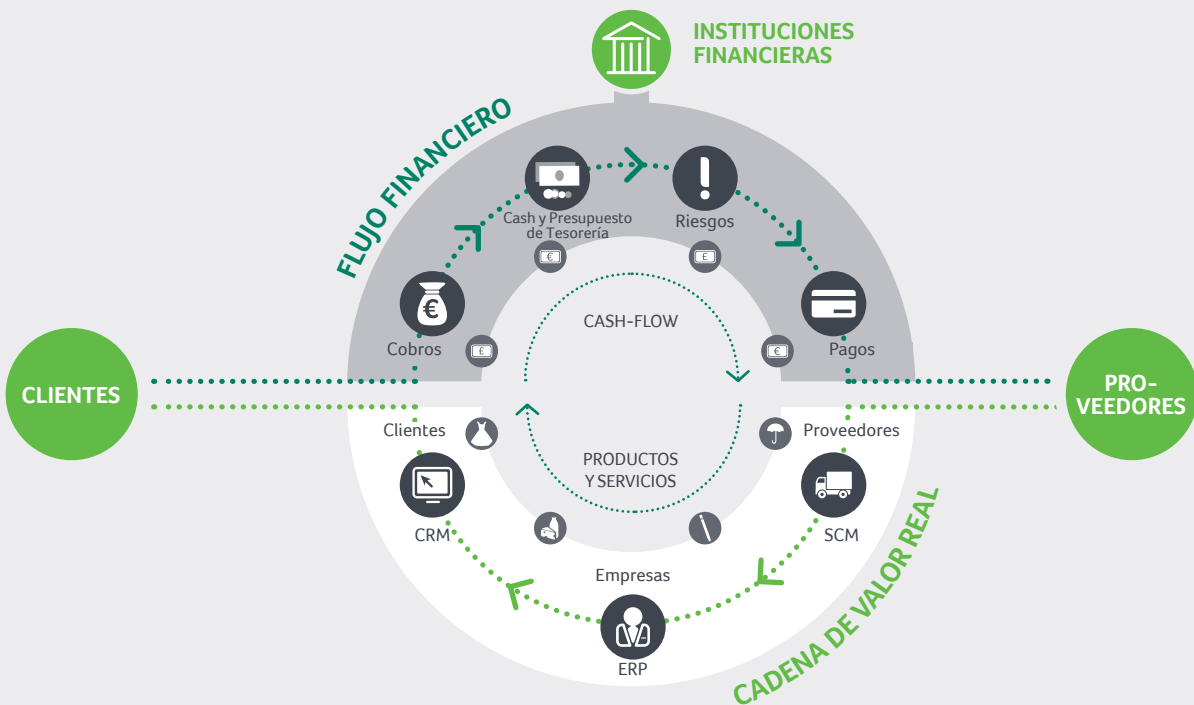 INSTITUCIONES
FINANCIERAS
FLUJO FINANCIERO
Cash y Presupuesto
de Tesorería
Riesgos
€
Cobros
Pagos
€
£
£
€
CASH-FLOW
CLIENTES
PRO-
VEEDORES
Clientes
Proveedores
PRODUCTOS
Y SERVICIOS
CRM
SCM
Empresas
ERP
CADENA DE VALOR REAL